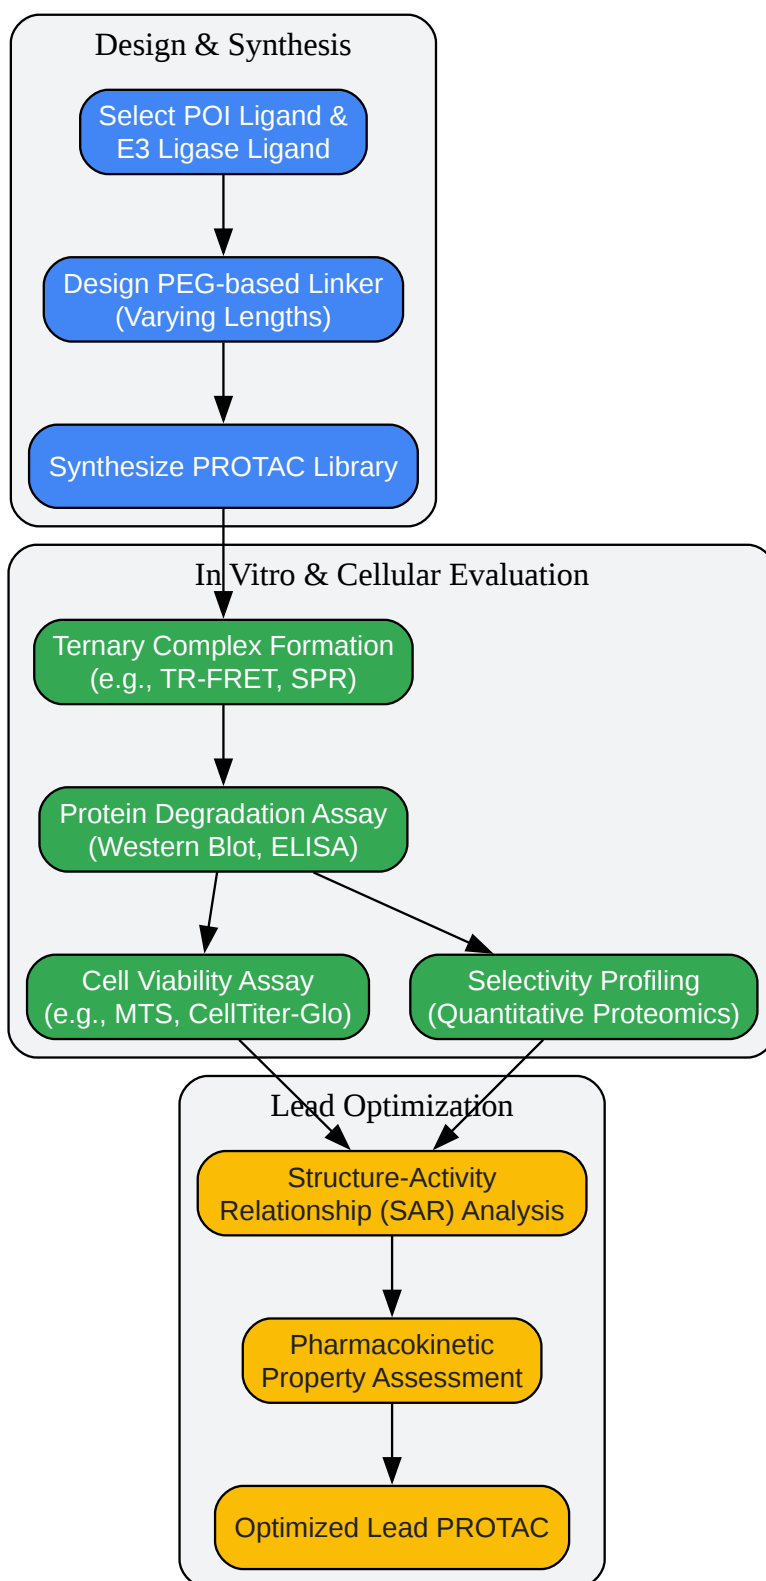 Design & Synthesis
Select POI Ligand &
E3 Ligase Ligand
Design PEG-based Linker
(Varying Lengths)
Synthesize PROTAC Library
In Vitro & Cellular Evaluation
Ternary Complex Formation
(e.g., TR-FRET, SPR)
Protein Degradation Assay
(Western Blot, ELISA)
Cell Viability Assay
(e.g., MTS, CellTiter-Glo)
Selectivity Profiling
(Quantitative Proteomics)
Lead Optimization
Structure-Activity
Relationship (SAR) Analysis
Pharmacokinetic
Property Assessment
Optimized Lead PROTAC